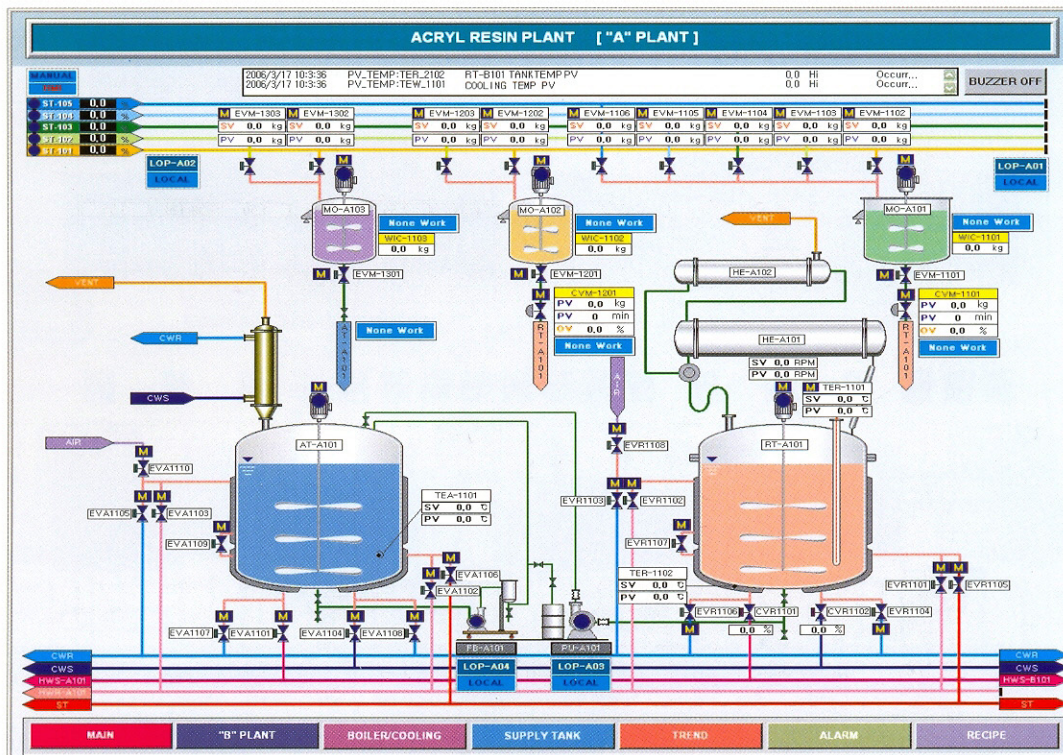 ACRYL RESIN PLANT [ "A" PLANT ]
MANUAL
2006/3/17 10:3:36 PV_TEMP:TER_2102 RT-B101 TANKTEMP PV 0.0 Hi Occurr...
2006/3/17 10:3:36 PV_TEMP:TEW_1101 COOLING TEMP PV 0.0 Hi Occurr...
BUZZER OFF
ST-105 0.0 %
ST-104 0.0 %
ST-103 0.0 %
ST-102 0.0 %
ST-101 0.0 %
M EVM-1303 M EVM-1302 M EVM-1203 M EVM-1202 M EVM-1106 M EVM-1105 M EVM-1104 M EVM-1103 M EVM-1102
SV 0.0 kg SV 0.0 kg SV 0.0 kg SV 0.0 kg SV 0.0 kg SV 0.0 kg SV 0.0 kg SV 0.0 kg SV 0.0 kg
PV 0.0 kg PV 0.0 kg PV 0.0 kg PV 0.0 kg PV 0.0 kg PV 0.0 kg PV 0.0 kg PV 0.0 kg PV 0.0 kg
LOP-A02
LOCAL
LOP-A01
LOCAL
M M M
MO-A103
None Work
WIC-1103
0.0 kg
M EVM-1301
AT-A101
None Work
MO-A102
None Work
WIC-1102
0.0 kg
M EVM-1201
M CVM-1201
PV 0.0 kg
PV 0 min
OV 0.0 %
None Work
RT-A101
MO-A101
None Work
WIC-1101
0.0 kg
M EVM-1101
M CVM-1101
PV 0.0 kg
PV 0 min
OV 0.0 %
None Work
RT-A101
VENT
HE-A102
HE-A101
SV 0.0 RPM
PV 0.0 RPM
M
M TER-1101
SV 0.0 ℃
PV 0.0 ℃
VENT
CWR
CWS
AIR
AIR
M
AT-A101
RT-A101
M EVA1110
M EVA1105
M EVA1103
M EVA1109
TEA-1101
SV 0.0 ℃
PV 0.0 ℃
M EVA1106
M EVA1102
M EVA1107
M EVA1101
M EVA1104
M EVA1108
M EVR1108
M EVR1103
M EVR1102
M EVR1107
TER-1102
SV 0.0 ℃
PV 0.0 ℃
M EVR1101
M EVR1105
EVR1106 M
CVR1101
0.0 %
CVR1102
0.0 %
EVR1104 M
FB-A101
LOP-A04
LOCAL
PU-A101
LOP-A03
LOCAL
CWR CWR
CWS CWS
HWS-A101 HWS-B101
HWR-A101
ST ST
MAIN "B" PLANT BOILER/COOLING SUPPLY TANK TREND ALARM RECIPE